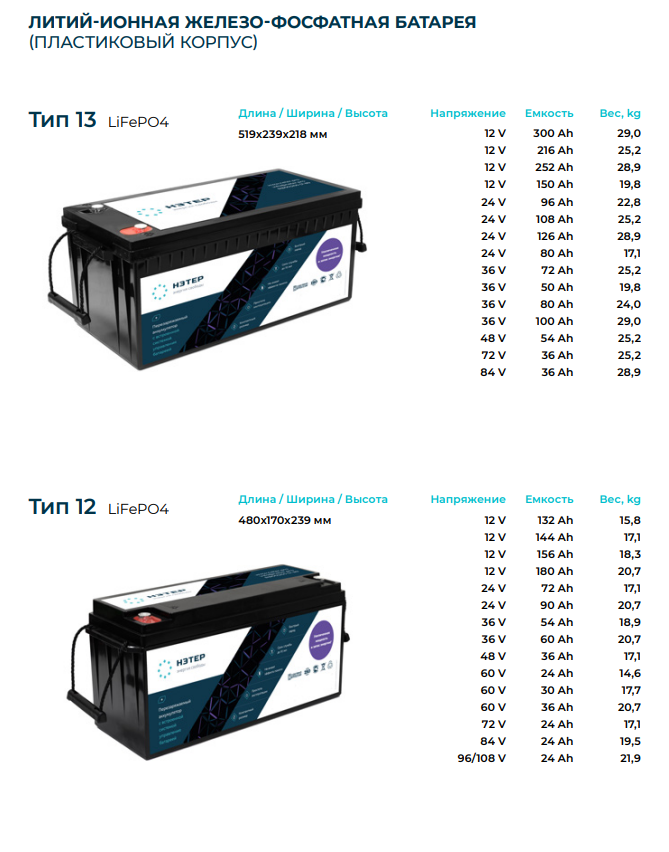 ЛИТИЙ-ИОННАЯ ЖЕЛЕЗО-ФОСФАТНАЯ БАТАРЕЯ
(ПЛАСТИКОВЫЙ КОРПУС)
Тип 13 LiFePO4
Длина / Ширина / Высота Напряжение Емкость Вес, kg
519x239x218 мм
12 V 300 Ah 29,0
12 V 216 Ah 25,2
12 V 252 Ah 28,9
12 V 150 Ah 19,8
24 V 96 Ah 22,8
24 V 108 Ah 25,2
24 V 126 Ah 28,9
24 V 80 Ah 17,1
36 V 72 Ah 25,2
36 V 50 Ah 19,8
36 V 80 Ah 24,0
36 V 100 Ah 29,0
48 V 54 Ah 25,2
72 V 36 Ah 25,2
84 V 36 Ah 28,9
НЭТЕР
НЭТЕР
Тип 12 LiFePO4
Длина / Ширина / Высота Напряжение Емкость Вес, kg
480x170x239 мм
12 V 132 Ah 15,8
12 V 144 Ah 17,1
12 V 156 Ah 18,3
12 V 180 Ah 20,7
24 V 72 Ah 17,1
24 V 90 Ah 20,7
36 V 54 Ah 18,9
36 V 60 Ah 20,7
48 V 36 Ah 17,1
60 V 24 Ah 14,6
60 V 30 Ah 17,7
60 V 36 Ah 20,7
72 V 24 Ah 17,1
84 V 24 Ah 19,5
96/108 V 24 Ah 21,9
НЭТЕР
НЭТЕР